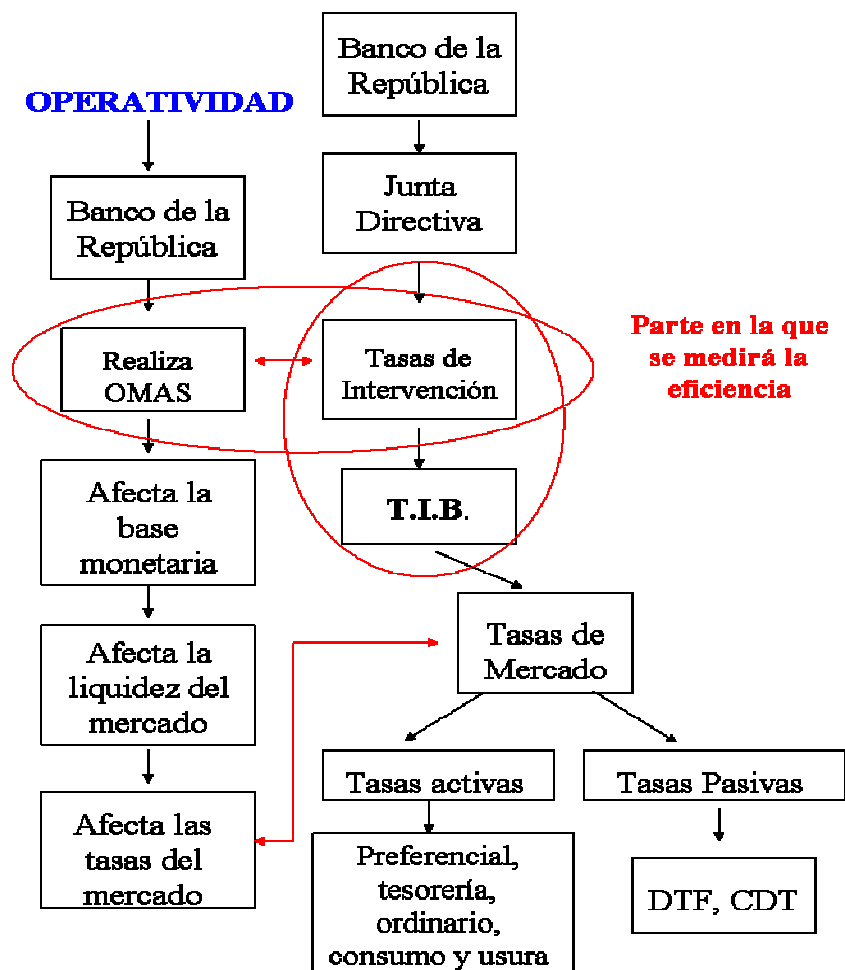 OPERATIVIDAD
Banco de la
República
Realiza
OMAS
Afecta la
base
monetaria
Afecta la
liquidez del
mercado
Afecta las
tasas del
mercado
Banco de la
República
Junta
Directiva
Tasas de
Intervención
T.I.B.
Tasas de
Mercado
Tasas activas
Preferencial,
tesorería,
ordinario,
consumo y usura
Tasas Pasivas
DTF, CDT
Parte en la que
se medirá la
eficiencia